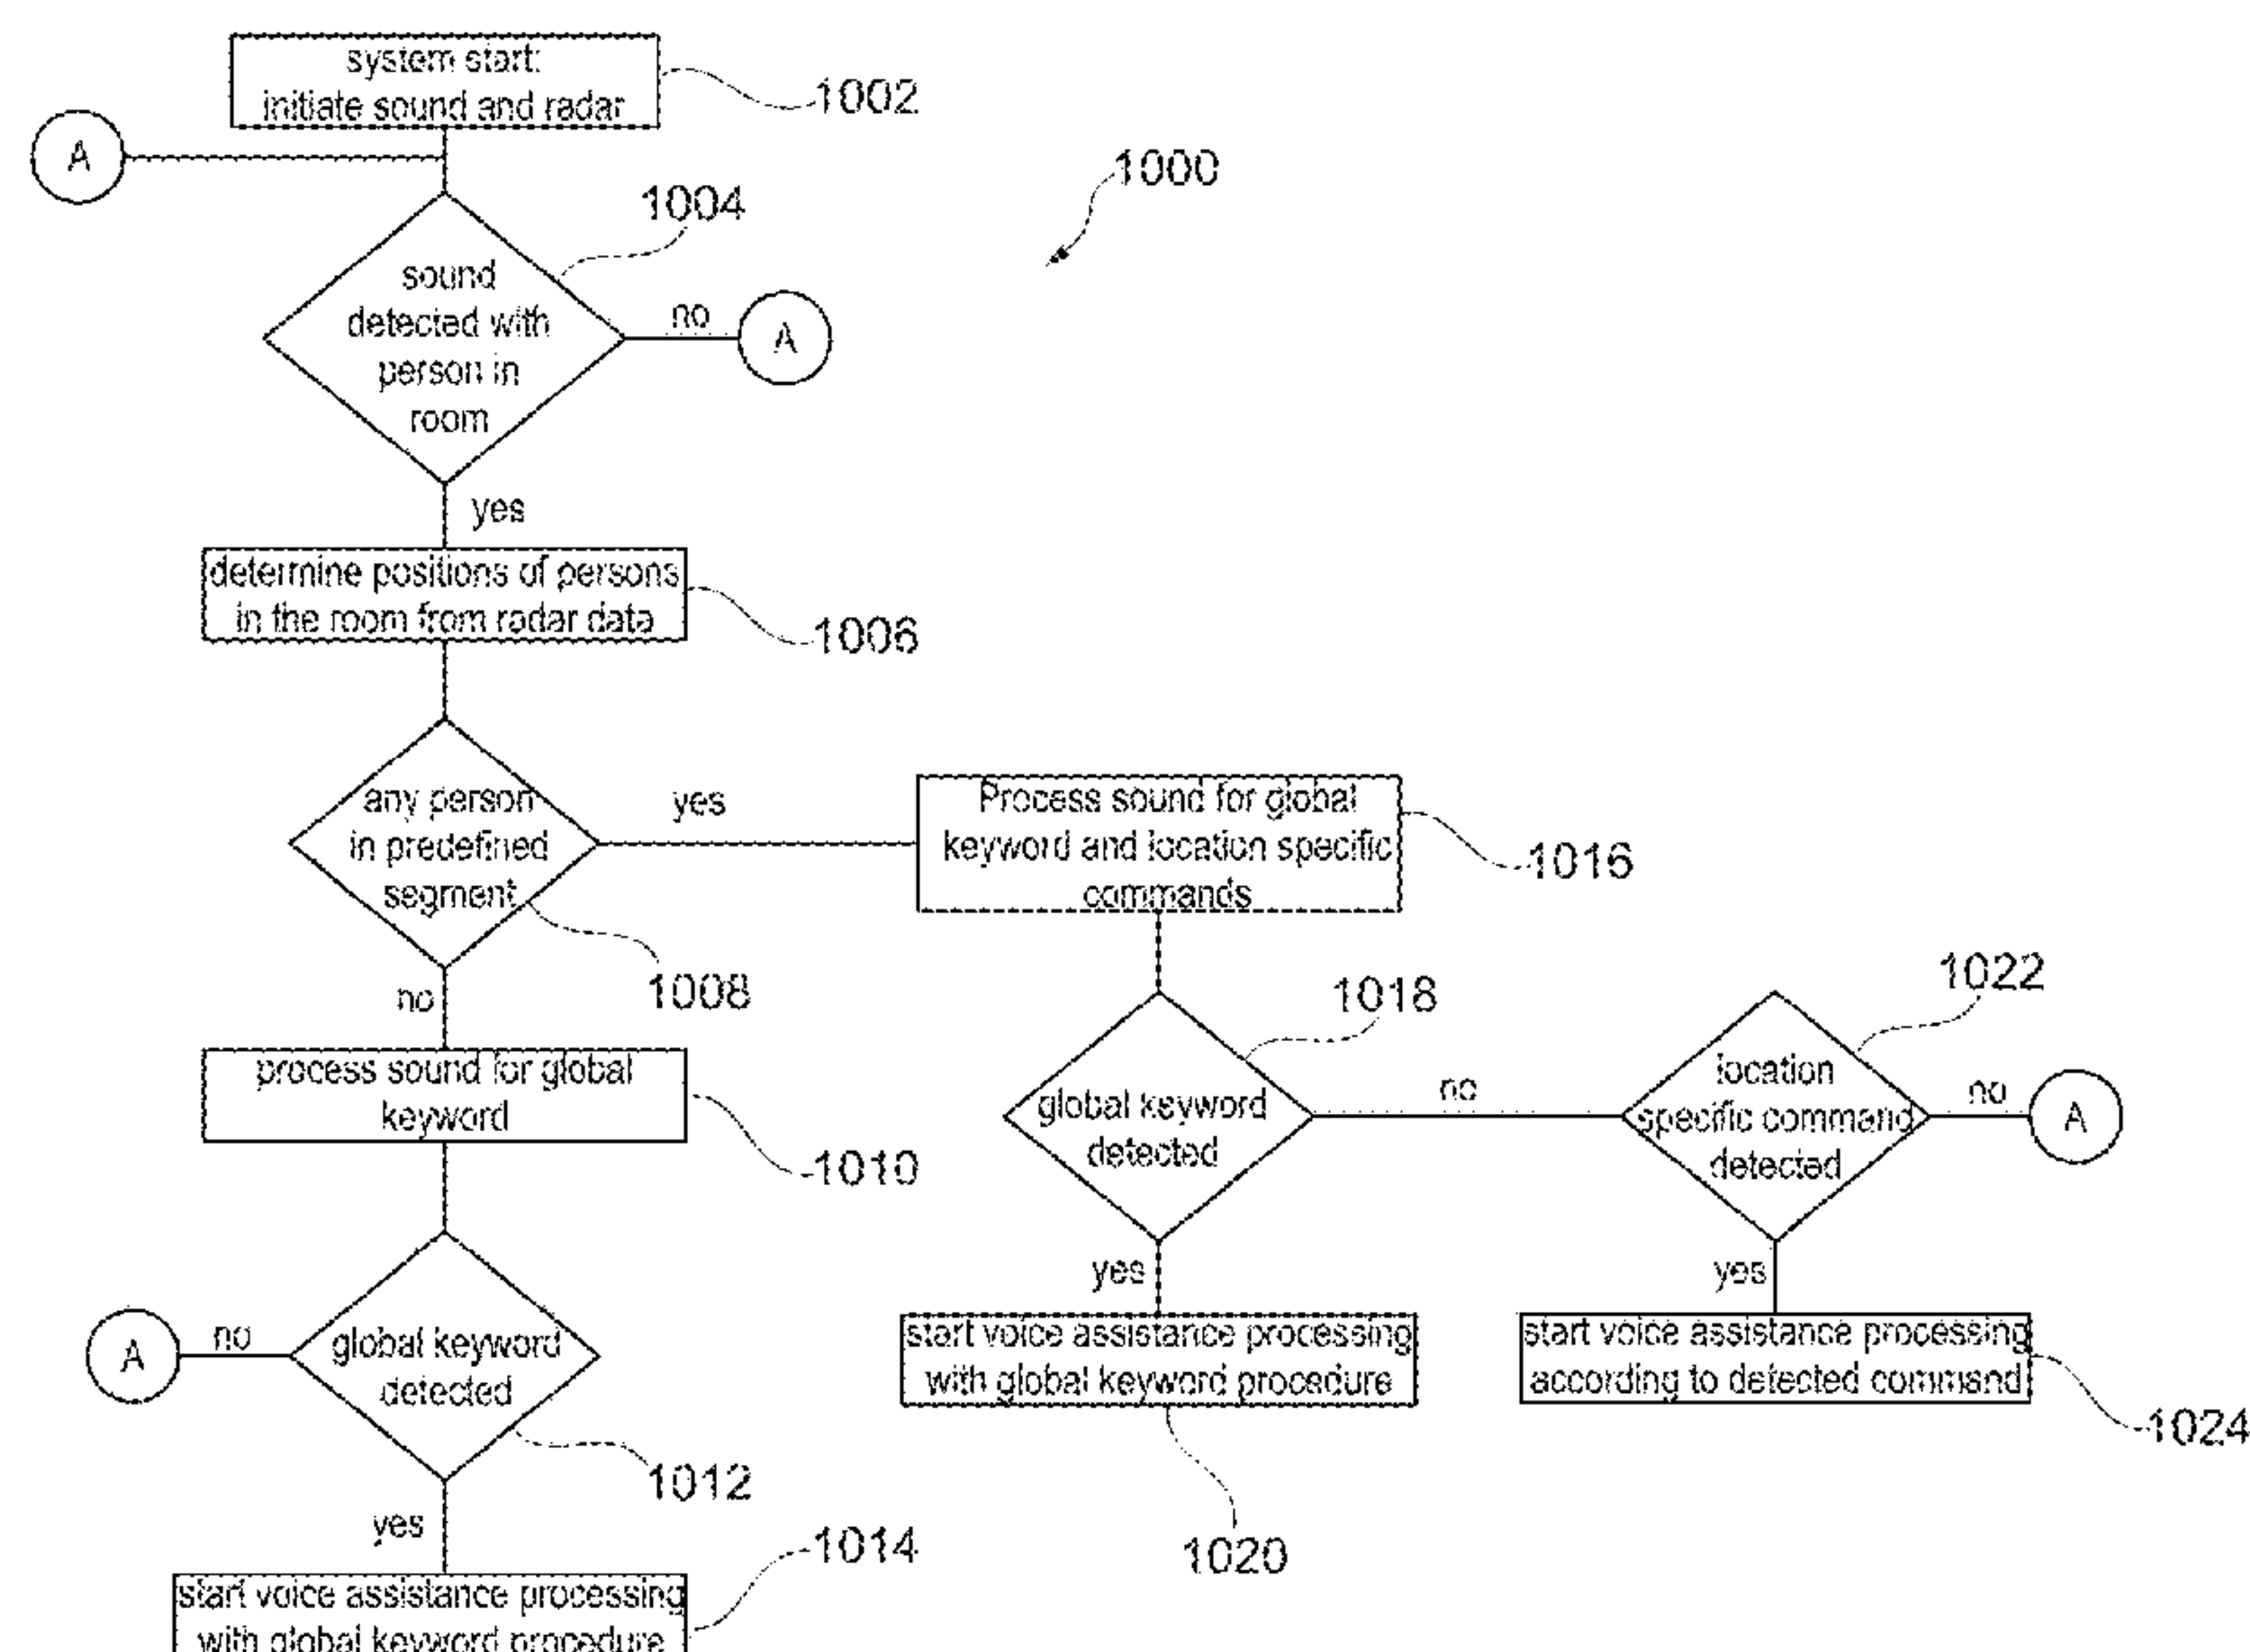 system start:
initiate sound and radar
1002
A
1000
1004
sound
detected with
person in
room
no
A
yes
determine positions of persons
in the room from radar data
1006
any person
in predefined
segment
yes
1008
no
Process sound for global
keyword and location specific
commands
1016
process sound for global
keyword
1010
global keyword
detected
1018
no
location
specific command
detected
1022
no
A
yes
start voice assistance processing
with global keyword procedure
1020
yes
start voice assistance processing
according to detected command
1024
global keyword
detected
1012
no
A
yes
start voice assistance processing
with global keyword procedure
1014